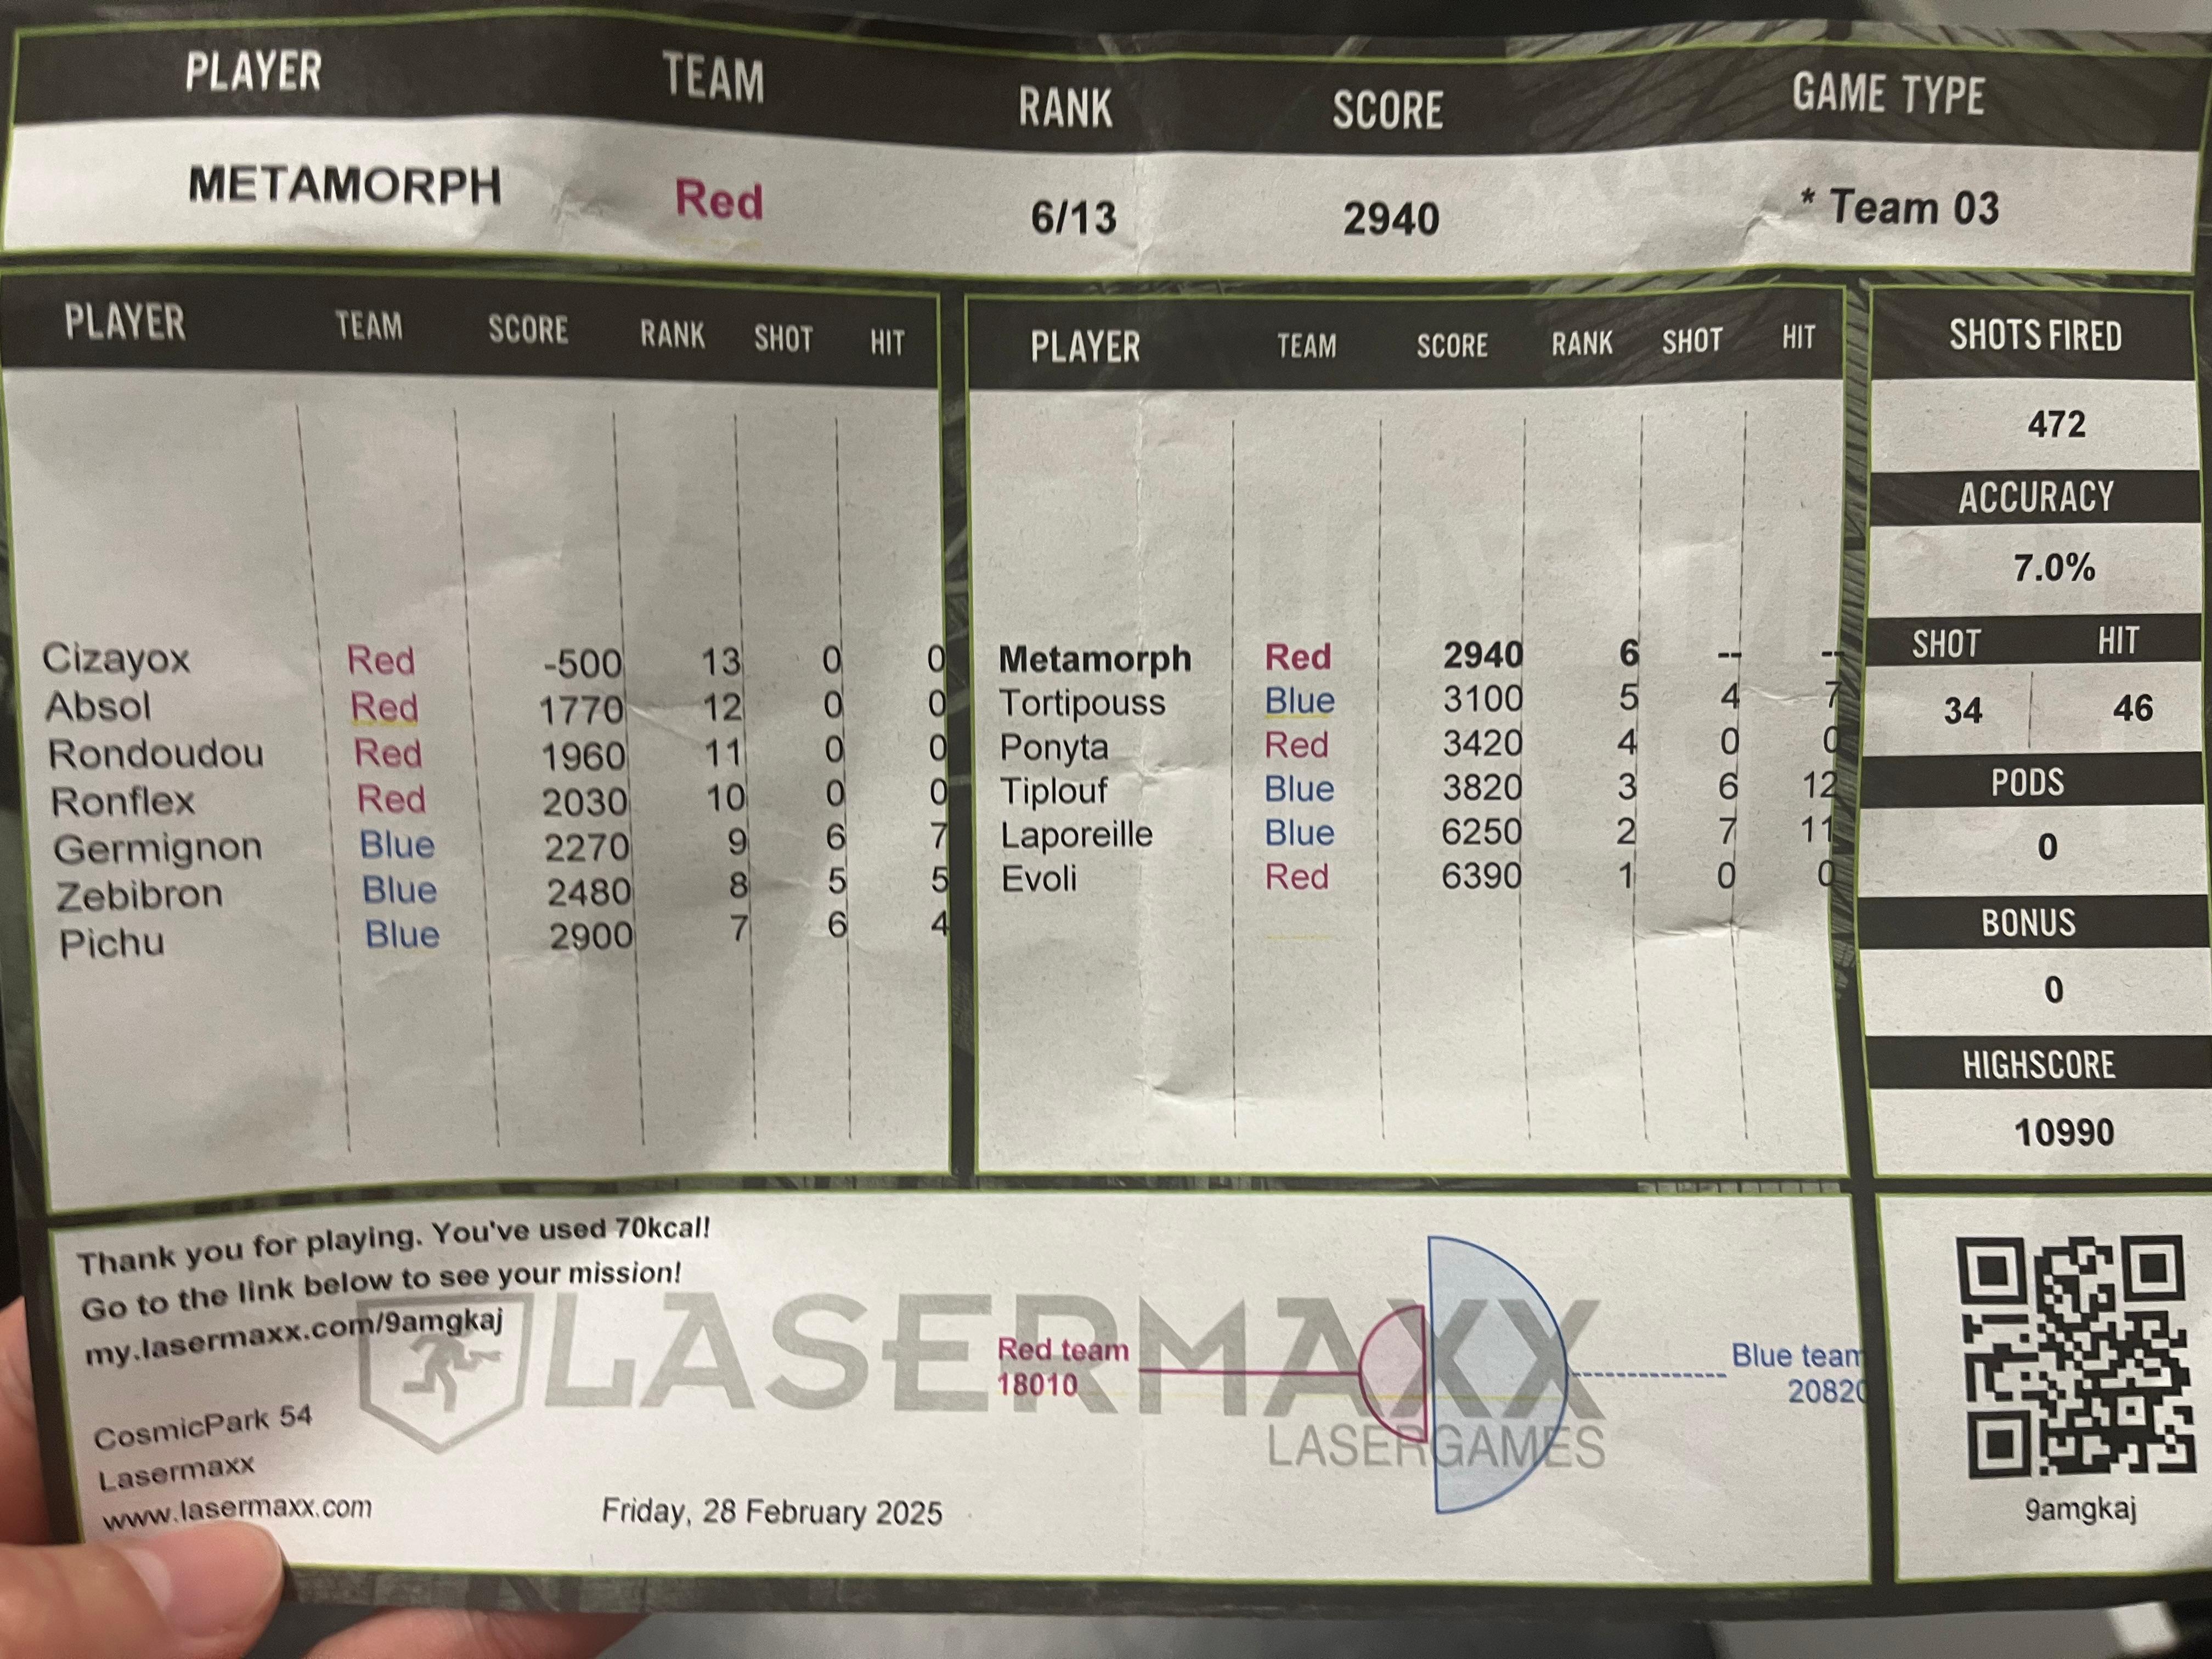 PLAYER TEAM RANK SCORE GAME TYPE
METAMORPH Red 6/13 2940 * Team 03
PLAYER TEAM SCORE RANK SHOT HIT
Cizayox Red -500 13 0 0
Absol Red 1770 12 0 0
Rondoudou Red 1960 11 0 0
Ronflex Red 2030 10 0 0
Germignon Blue 2270 9 6 7
Zebibron Blue 2480 8 5 5
Pichu Blue 2900 7 6 4
PLAYER TEAM SCORE RANK SHOT HIT
Metamorph Red 2940 6 -- --
Tortipouss Blue 3100 5 4 7
Ponyta Red 3420 4 0 0
Tiplouf Blue 3820 3 6 12
Laporeille Blue 6250 2 7 11
Evoli Red 6390 1 0 0
SHOTS FIRED
472
ACCURACY
7.0%
SHOT HIT
34 46
PODS
0
BONUS
0
HIGHSCORE
10990
Thank you for playing. You've used 70kcal!
Go to the link below to see your mission!
my.lasermaxx.com/9amgkaj
CosmicPark 54
Lasermaxx
www.lasermaxx.com
Friday, 28 February 2025
LASERMAXX
LASERGAMES
Red team
18010
Blue team
20820
9amgkaj